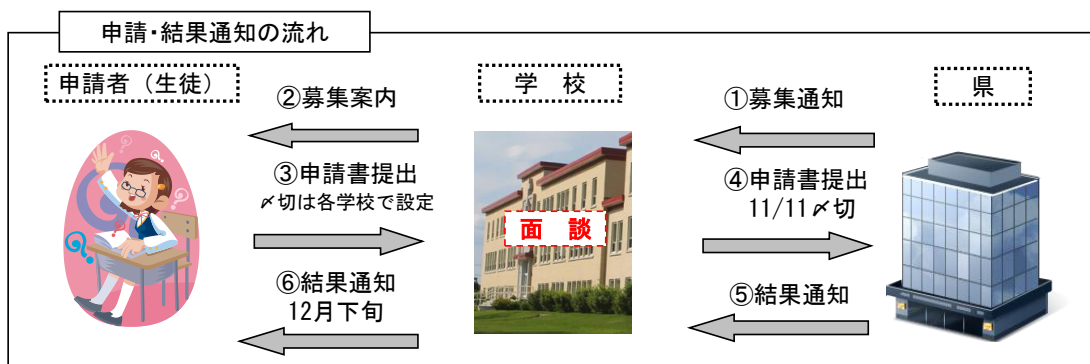 申請・結果通知の流れ
申請者（生徒）
学　校
県
②募集案内
①募集通知
③申請書提出
〆切は各学校で設定
④申請書提出
11/11〆切
面　談
⑥結果通知
12月下旬
⑤結果通知